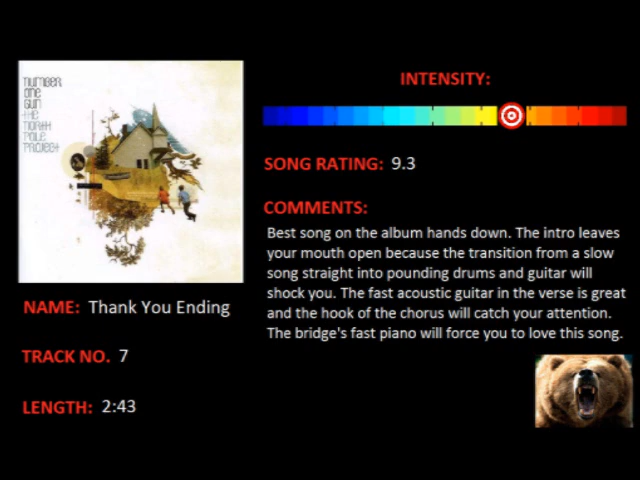 number
one
gun
the
north
pole
project
INTENSITY:
SONG RATING: 9.3
COMMENTS:
Best song on the album hands down. The intro leaves
your mouth open because the transition from a slow
song straight into pounding drums and guitar will
shock you. The fast acoustic guitar in the verse is great
and the hook of the chorus will catch your attention.
The bridge's fast piano will force you to love this song.
NAME: Thank You Ending
TRACK NO. 7
LENGTH: 2:43